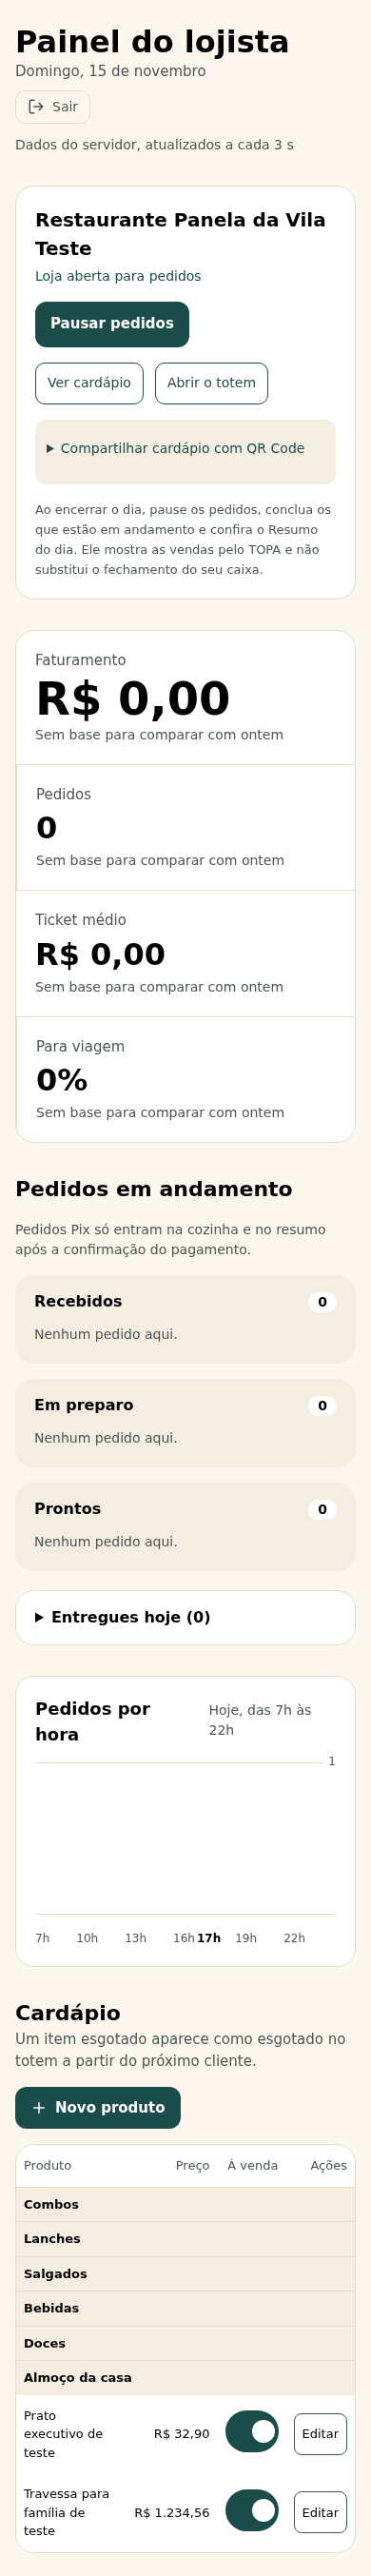 Painel do lojista
Domingo, 15 de novembro
Sair
Dados do servidor, atualizados a cada 3 s
Restaurante Panela da Vila
Teste
Loja aberta para pedidos
Pausar pedidos
Ver cardápio
Abrir o totem
Compartilhar cardápio com QR Code
Ao encerrar o dia, pause os pedidos, conclua os
que estão em andamento e confira o Resumo
do dia. Ele mostra as vendas pelo TOPA e não
substitui o fechamento do seu caixa.
Faturamento
R$ 0,00
Sem base para comparar com ontem
Pedidos
0
Sem base para comparar com ontem
Ticket médio
R$ 0,00
Sem base para comparar com ontem
Para viagem
0%
Sem base para comparar com ontem
Pedidos em andamento
Pedidos Pix só entram na cozinha e no resumo
após a confirmação do pagamento.
Recebidos 0
Nenhum pedido aqui.
Em preparo 0
Nenhum pedido aqui.
Prontos 0
Nenhum pedido aqui.
Entregues hoje (0)
Pedidos por
hora
Hoje, das 7h às
22h
1
7h 10h 13h 16h 17h 19h 22h
Cardápio
Um item esgotado aparece como esgotado no
totem a partir do próximo cliente.
+ Novo produto
Produto Preço À venda Ações
Combos
Lanches
Salgados
Bebidas
Doces
Almoço da casa
Prato
executivo de
teste
R$ 32,90
Editar
Travessa para
família de
teste
R$ 1.234,56
Editar